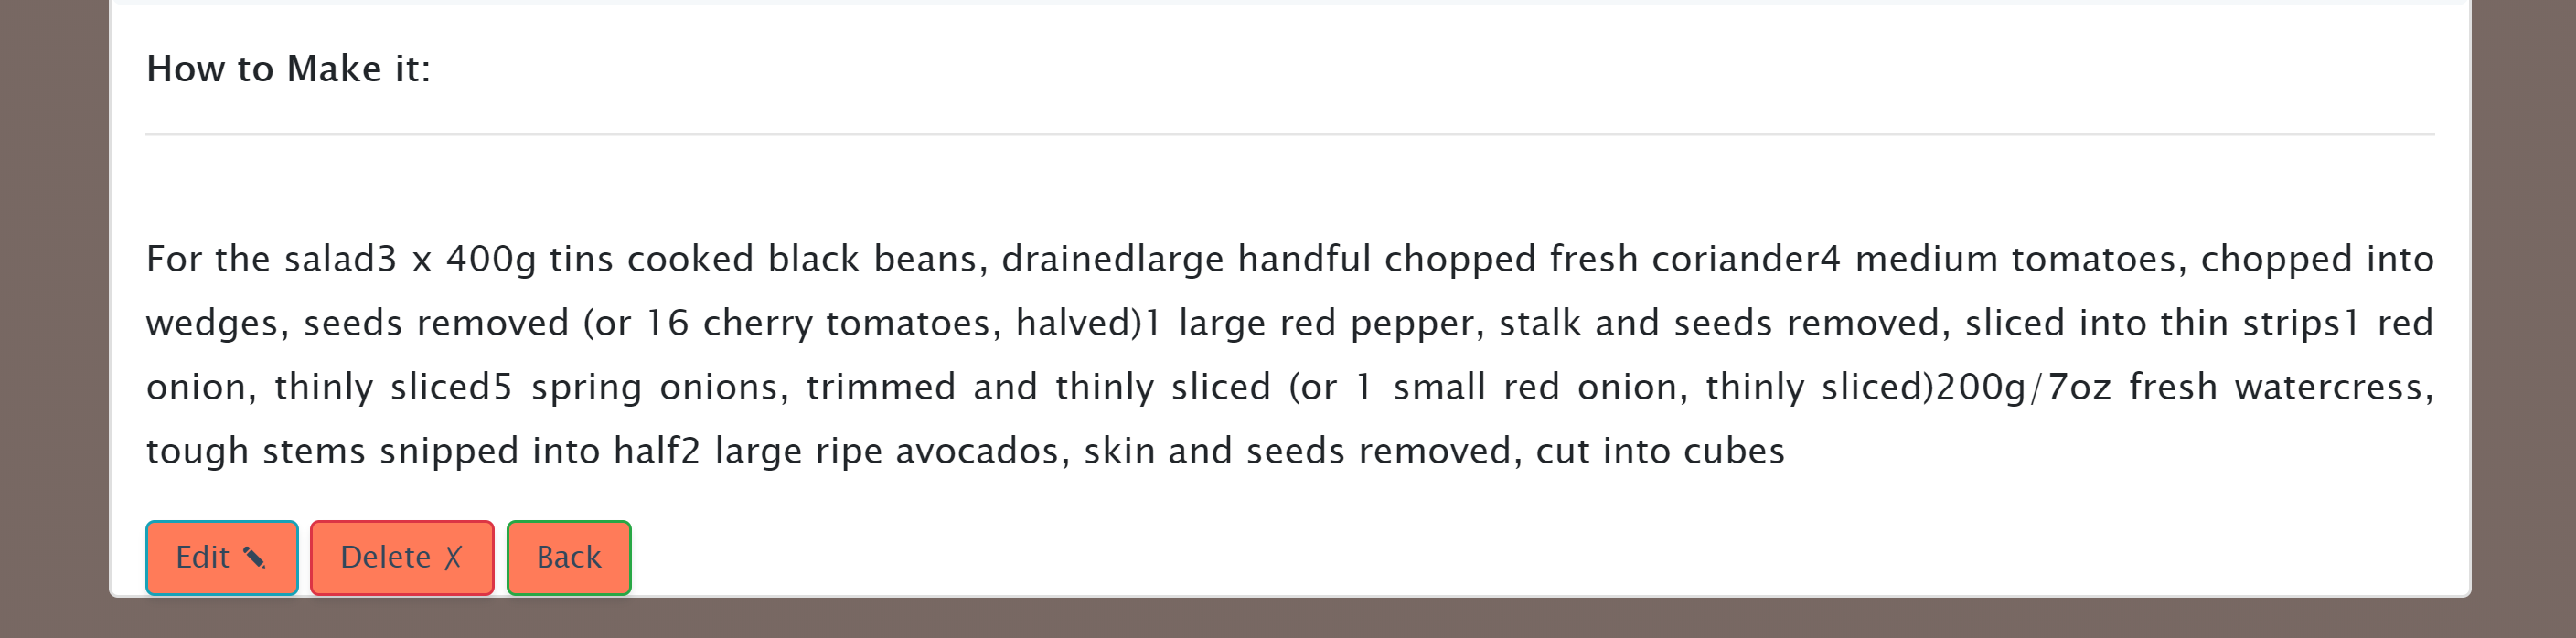 How to Make it:
For the salad3 x 400g tins cooked black beans, drainedlarge handful chopped fresh coriander4 medium tomatoes, chopped into
wedges, seeds removed (or 16 cherry tomatoes, halved)1 large red pepper, stalk and seeds removed, sliced into thin strips1 red
onion, thinly sliced5 spring onions, trimmed and thinly sliced (or 1 small red onion, thinly sliced)200g/7oz fresh watercress,
tough stems snipped into half2 large ripe avocados, skin and seeds removed, cut into cubes
Edit
Delete X
Back